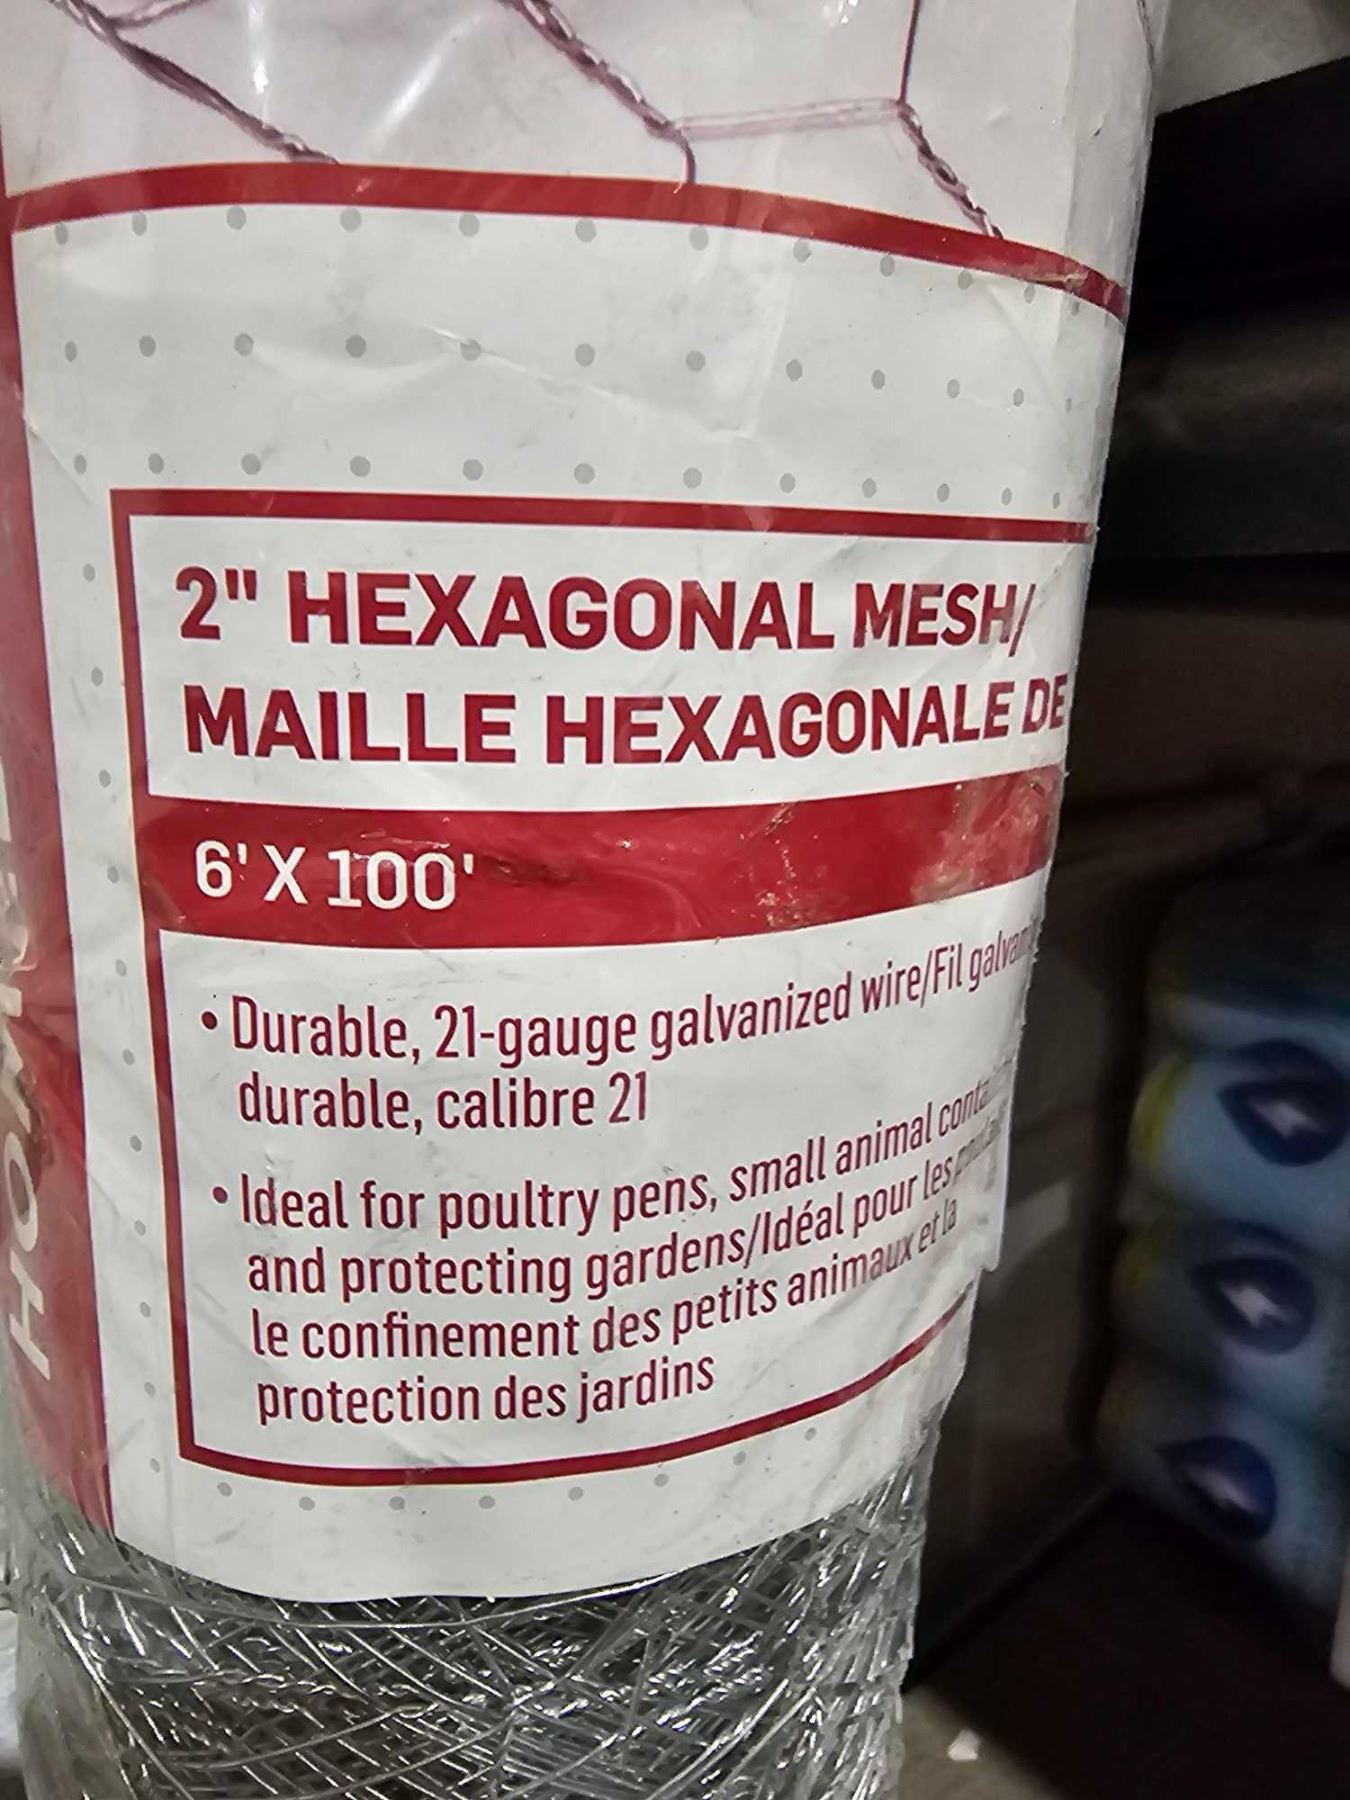 2" HEXAGONAL MESH/
MAILLE HEXAGONALE DE
6' X 100'
• Durable, 21-gauge galvanized wire/Fil
durable, calibre 21
• Ideal for poultry pens, small animal
and protecting gardens/Idéal pour les
le confinement des petits animaux et la
protection des jardins